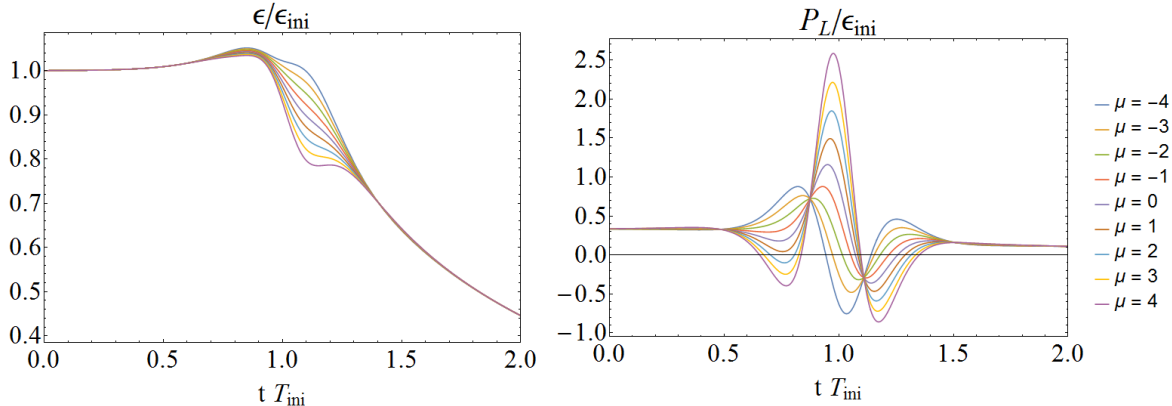 ϵ/ϵini
1.0
0.9
0.8
0.7
0.6
0.5
0.4
0.0 0.5 1.0 1.5 2.0
t Tini
PL/ϵini
2.5
2.0
1.5
1.0
0.5
0.0
-0.5
-1.0
0.0 0.5 1.0 1.5 2.0
t Tini
μ = -4
μ = -3
μ = -2
μ = -1
μ = 0
μ = 1
μ = 2
μ = 3
μ = 4